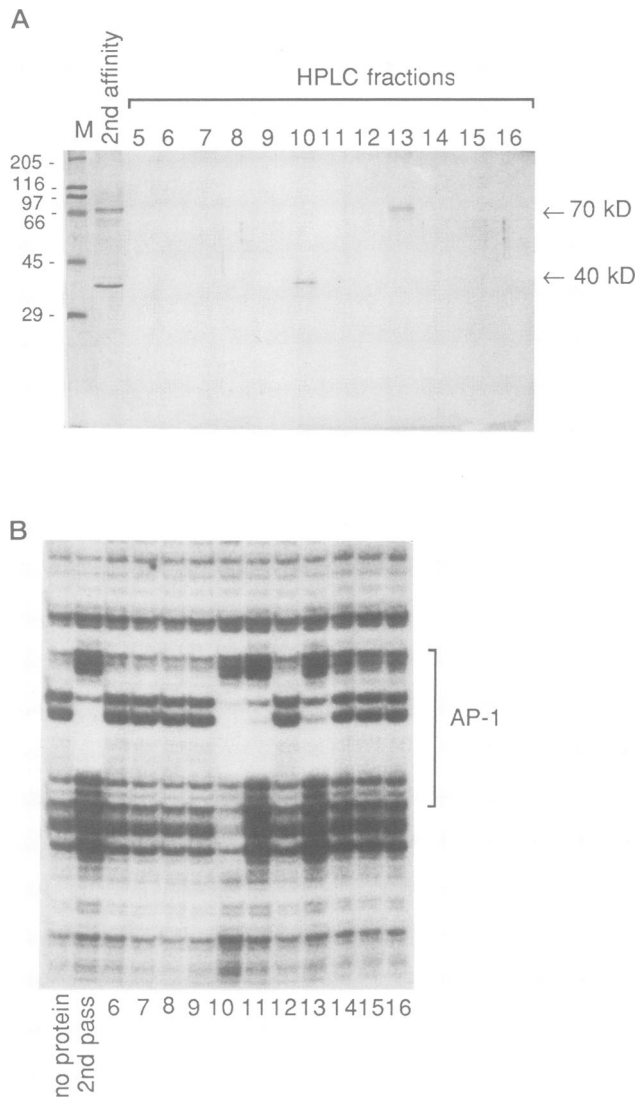 A
HPLC fractions
M 2nd affinity 5 6 7 8 9 10 11 12 13 14 15 16
205 -
116 -
97 -
66
← 70 kD
45 -
← 40 kD
29 -
B
AP-1
no protein 2nd pass 6 7 8 9 10 11 12 13 14 15 16